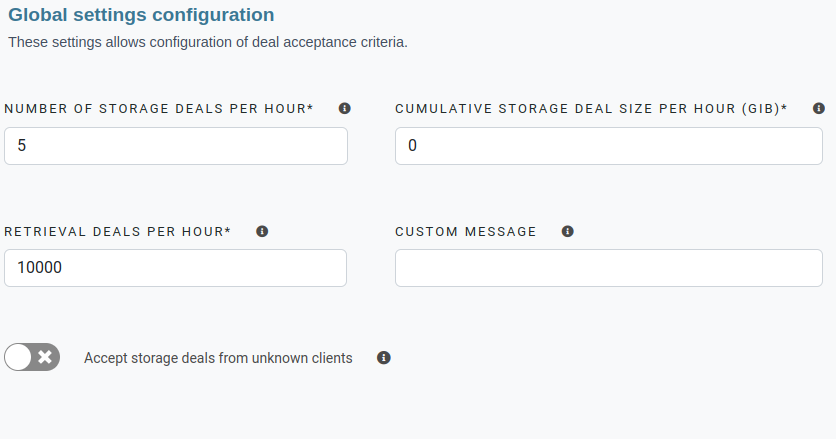 Global settings configuration
These settings allows configuration of deal acceptance criteria.
NUMBER OF STORAGE DEALS PER HOUR*
CUMULATIVE STORAGE DEAL SIZE PER HOUR (GIB)*
5
0
RETRIEVAL DEALS PER HOUR*
CUSTOM MESSAGE
10000
Accept storage deals from unknown clients